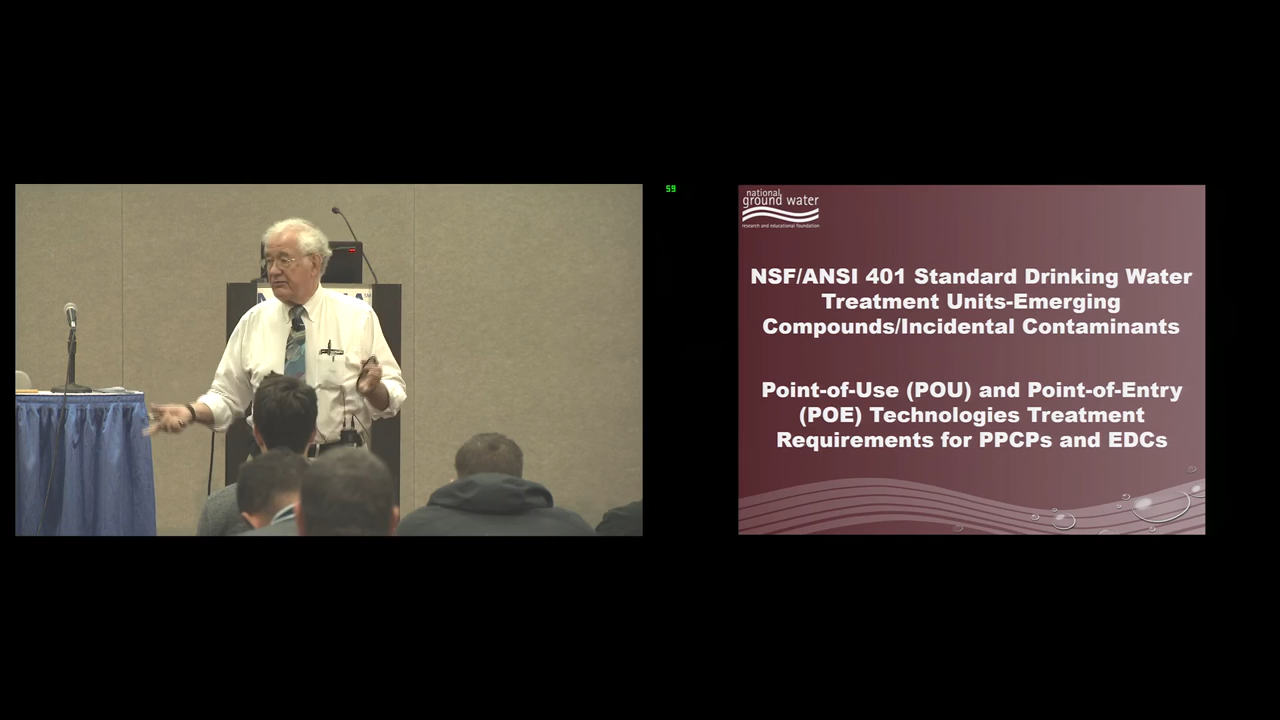 59
national
ground water
research and educational foundation
NSF/ANSI 401 Standard Drinking Water
Treatment Units-Emerging
Compounds/Incidental Contaminants
Point-of-Use (POU) and Point-of-Entry
(POE) Technologies Treatment
Requirements for PPCPs and EDCs